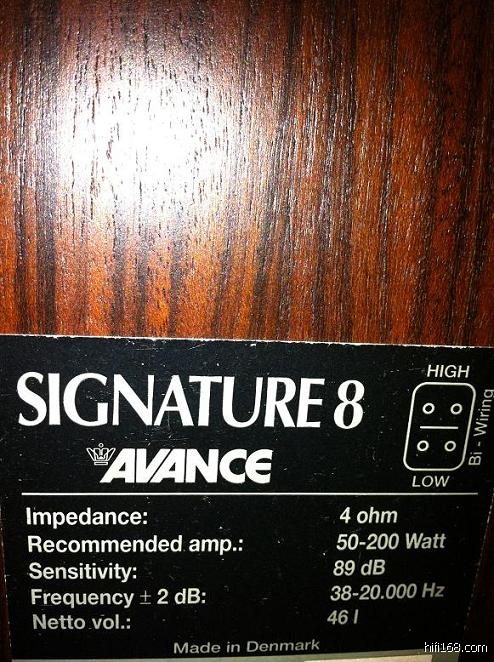 SIGNATURE 8
HIGH
Bi - Wiring
LOW
AVANCE
Impedance: 4 ohm
Recommended amp.: 50-200 Watt
Sensitivity: 89 dB
Frequency ± 2 dB: 38-20.000 Hz
Netto vol.: 46 l
Made in Denmark
hifi168.com